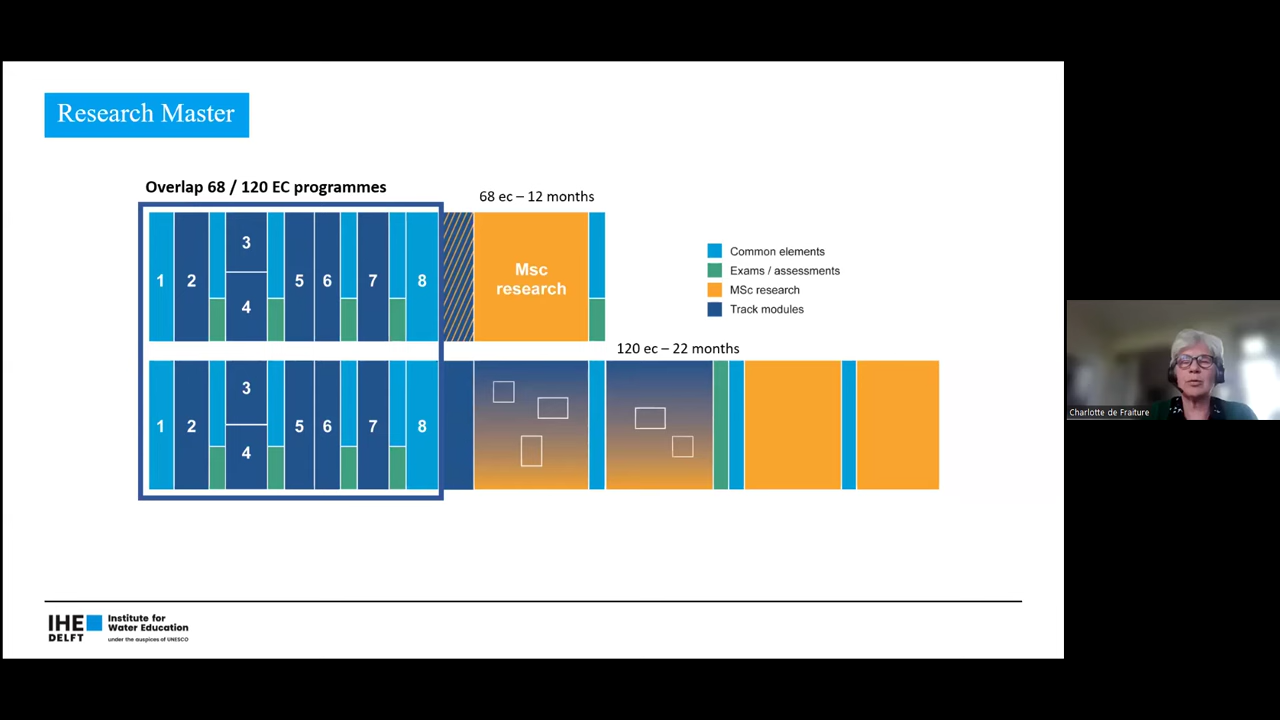 Research Master
Overlap 68 / 120 EC programmes
68 ec – 12 months
1 2 3 4 5 6 7 8
Msc
research
Common elements
Exams / assessments
MSc research
Track modules
120 ec – 22 months
1 2 3 4 5 6 7 8
Charlotte de Fraiture
IHE
DELFT
Institute for
Water Education
under the auspices of UNESCO